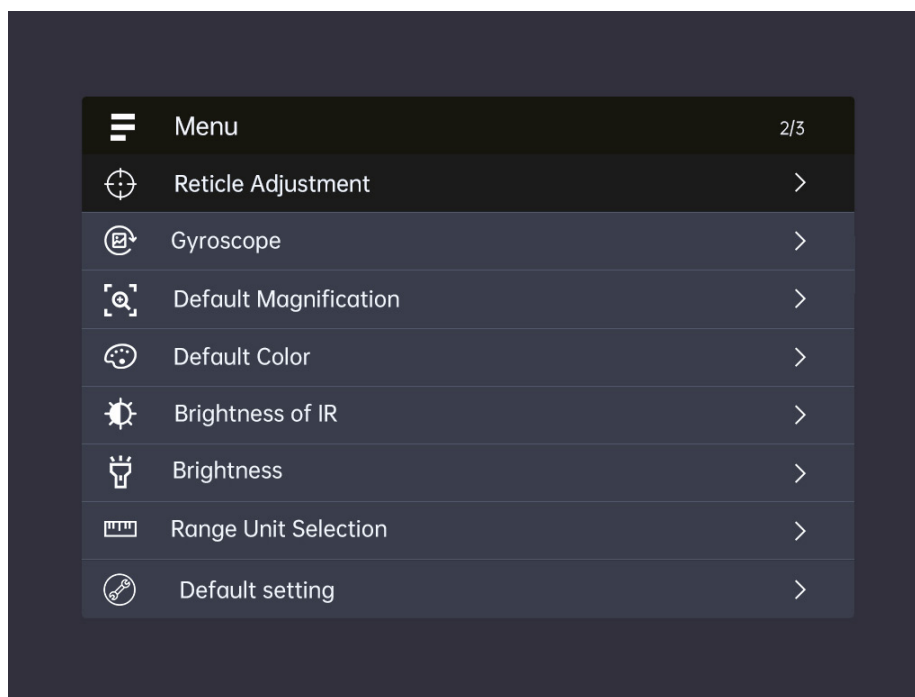 Menu 2/3
Reticle Adjustment
Gyroscope
Default Magnification
Default Color
Brightness of IR
Brightness
Range Unit Selection
Default setting